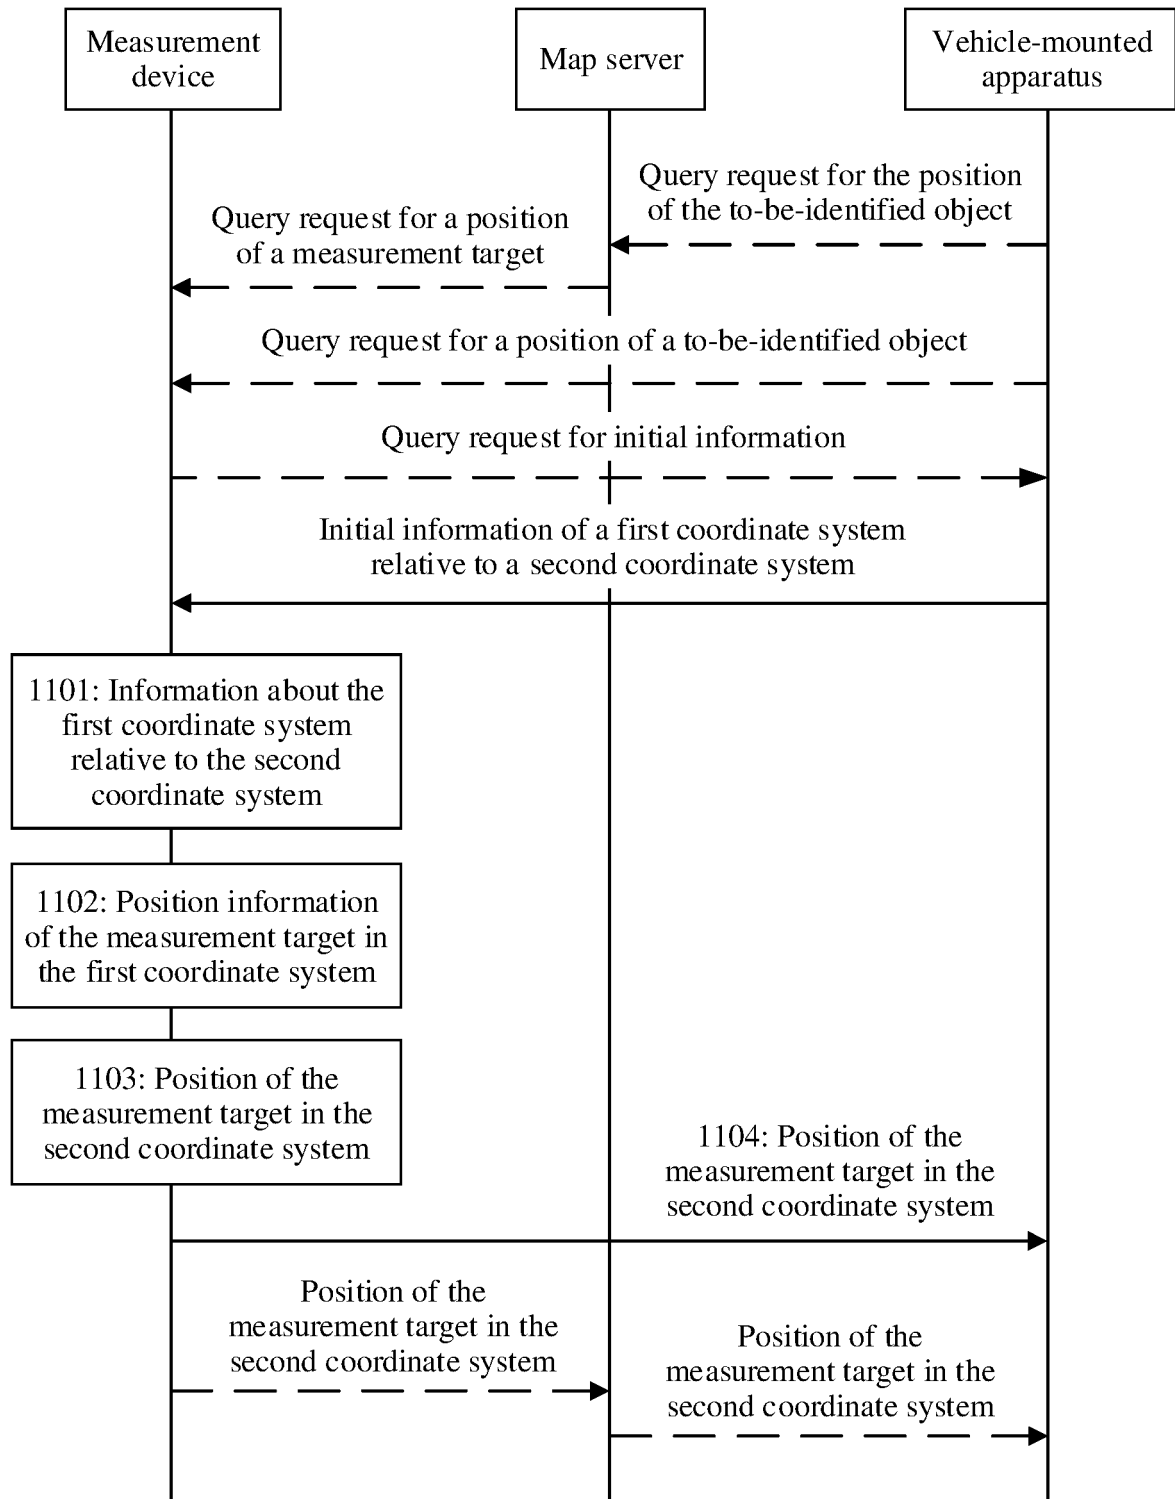 Measurement
device
Map server
Vehicle-mounted
apparatus
Query request for the position
of the to-be-identified object
Query request for a position
of a measurement target
Query request for a position of a to-be-identified object
Query request for initial information
Initial information of a first coordinate system
relative to a second coordinate system
1101: Information about the
first coordinate system
relative to the second
coordinate system
1102: Position information
of the measurement target in
the first coordinate system
1103: Position of the
measurement target in the
second coordinate system
1104: Position of the
measurement target in the
second coordinate system
Position of the
measurement target in the
second coordinate system
Position of the
measurement target in the
second coordinate system